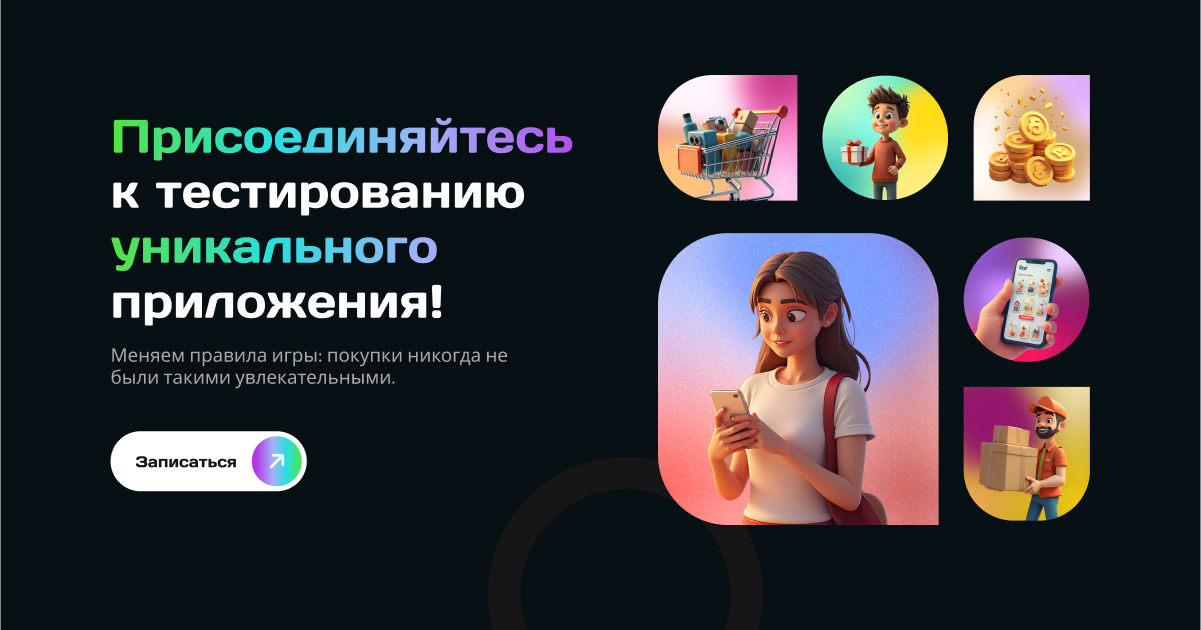 Присоединяйтесь
к тестированию
уникального
приложения!
Меняем правила игры: покупки никогда не
были такими увлекательными.
Записаться